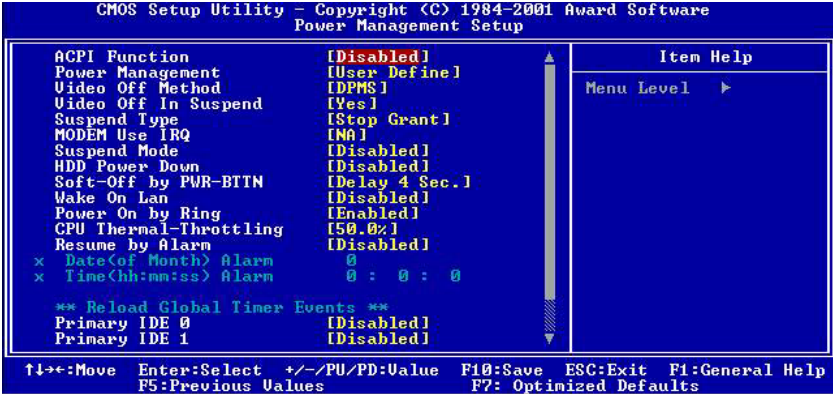 CMOS Setup Utility - Copyright (C) 1984-2001 Award Software
Power Management Setup
ACPI Function [Disabled]
Power Management [User Define]
Video Off Method [DPMS]
Video Off In Suspend [Yes]
Suspend Type [Stop Grant]
MODEM Use IRQ [NA]
Suspend Mode [Disabled]
HDD Power Down [Disabled]
Soft-Off by PWR-BTTN [Delay 4 Sec.]
Wake On Lan [Disabled]
Power On by Ring [Enabled]
CPU Thermal-Throttling [50.0%]
Resume by Alarm [Disabled]
x Date(of Month) Alarm 0
x Time(hh:mm:ss) Alarm 0 : 0 : 0
** Reload Global Timer Events **
Primary IDE 0 [Disabled]
Primary IDE 1 [Disabled]
Item Help
Menu Level ▶
↑↓→←:Move Enter:Select +/-/PU/PD:Value F10:Save ESC:Exit F1:General Help
F5:Previous Values F7: Optimized Defaults